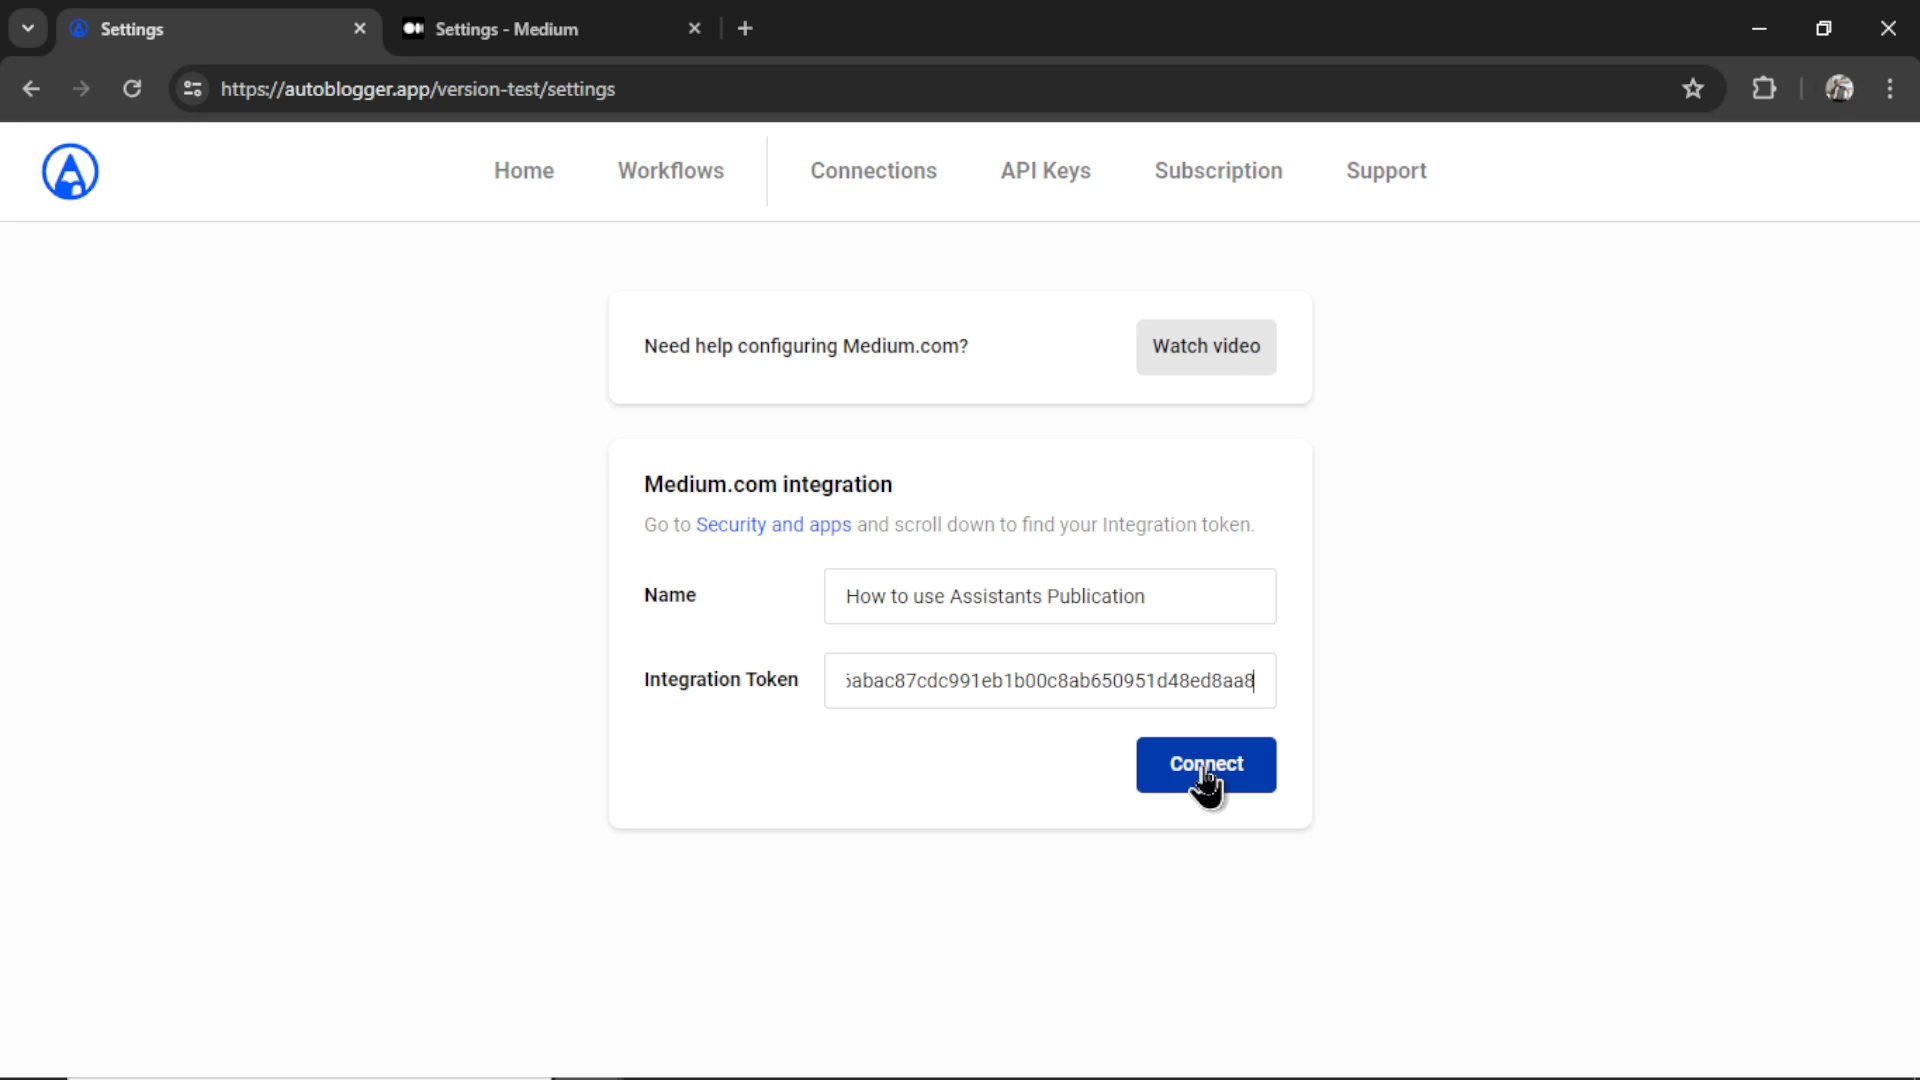 Settings
Settings - Medium
https://autoblogger.app/version-test/settings
Home
Workflows
Connections
API Keys
Subscription
Support
Need help configuring Medium.com?
Watch video
Medium.com integration
Go to Security and apps and scroll down to find your Integration token.
Name
How to use Assistants Publication
Integration Token
abac87cdc991eb1b00c8ab650951d48ed8aa8
Connect